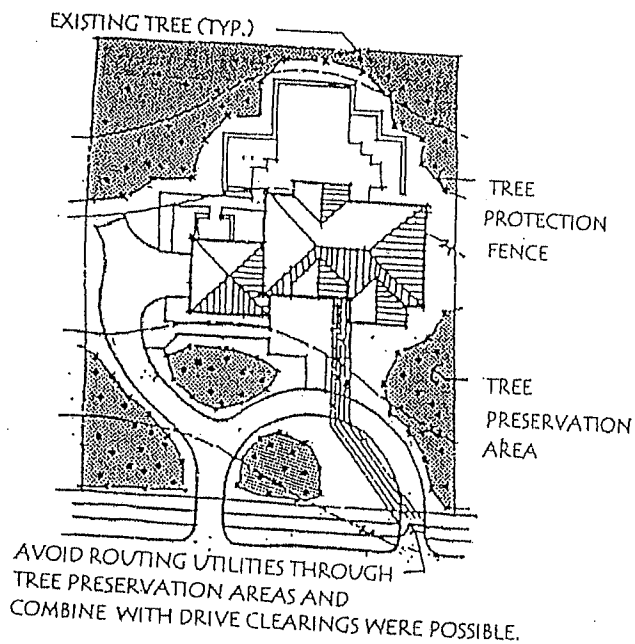 EXISTING TREE (TYP.)
TREE
PROTECTION
FENCE
TREE
PRESERVATION
AREA
AVOID ROUTING UTILITIES THROUGH
TREE PRESERVATION AREAS AND
COMBINE WITH DRIVE CLEARINGS WERE POSSIBLE.